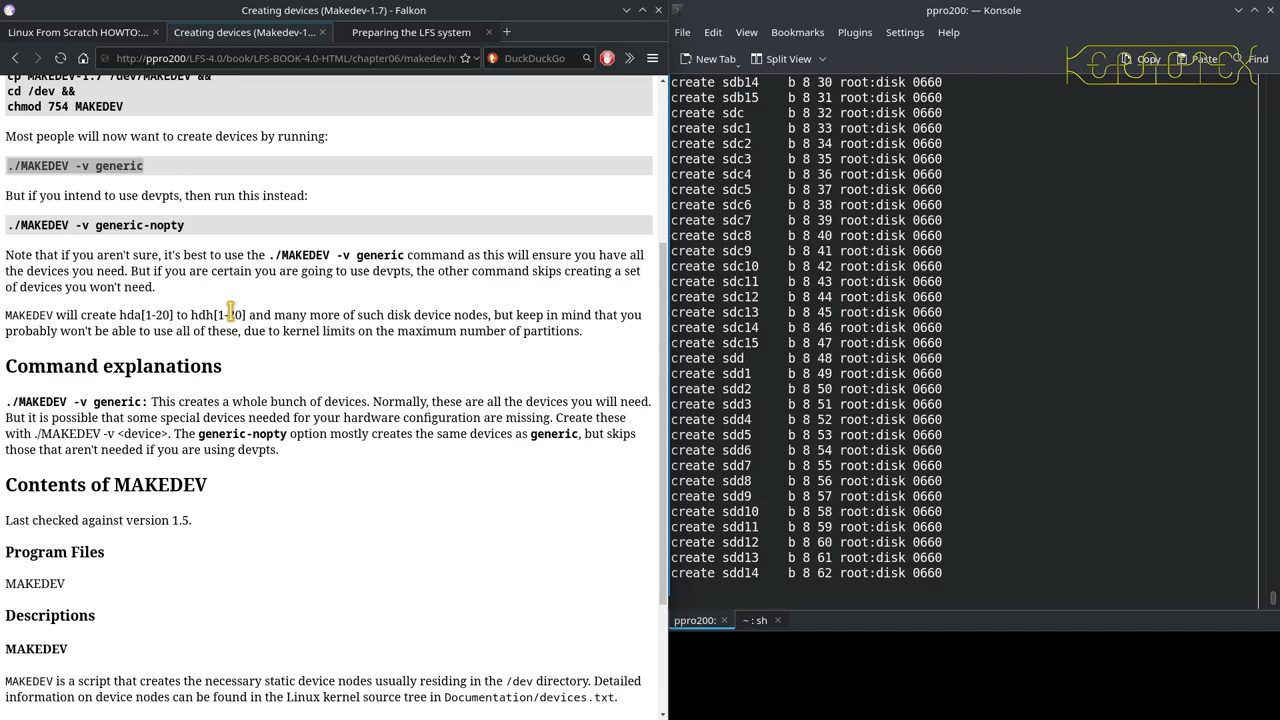 Creating devices (Makedev-1.7) - Falkon
Linux From Scratch HOWTO:...
Creating devices (Makedev-1...
Preparing the LFS system
http://ppro200/LFS-4.0/book/LFS-BOOK-4.0-HTML/chapter06/makedev.ht
DuckDuckGo
cp MAKEDEV-1.7 /dev/MAKEDEV &&
cd /dev &&
chmod 754 MAKEDEV
Most people will now want to create devices by running:
./MAKEDEV -v generic
But if you intend to use devpts, then run this instead:
./MAKEDEV -v generic-nopty
Note that if you aren't sure, it's best to use the ./MAKEDEV -v generic command as this will ensure you have all
the devices you need. But if you are certain you are going to use devpts, the other command skips creating a set
of devices you won't need.
MAKEDEV will create hda[1-20] to hdh[1-20] and many more of such disk device nodes, but keep in mind that you
probably won't be able to use all of these, due to kernel limits on the maximum number of partitions.
Command explanations
./MAKEDEV -v generic: This creates a whole bunch of devices. Normally, these are all the devices you will need.
But it is possible that some special devices needed for your hardware configuration are missing. Create these
with ./MAKEDEV -v <device>. The generic-nopty option mostly creates the same devices as generic, but skips
those that aren't needed if you are using devpts.
Contents of MAKEDEV
Last checked against version 1.5.
Program Files
MAKEDEV
Descriptions
MAKEDEV
MAKEDEV is a script that creates the necessary static device nodes usually residing in the /dev directory. Detailed
information on device nodes can be found in the Linux kernel source tree in Documentation/devices.txt.
ppro200: — Konsole
File Edit View Bookmarks Plugins Settings Help
New Tab Split View Copy Paste Find
create sdb14 b 8 30 root:disk 0660
create sdb15 b 8 31 root:disk 0660
create sdc b 8 32 root:disk 0660
create sdc1 b 8 33 root:disk 0660
create sdc2 b 8 34 root:disk 0660
create sdc3 b 8 35 root:disk 0660
create sdc4 b 8 36 root:disk 0660
create sdc5 b 8 37 root:disk 0660
create sdc6 b 8 38 root:disk 0660
create sdc7 b 8 39 root:disk 0660
create sdc8 b 8 40 root:disk 0660
create sdc9 b 8 41 root:disk 0660
create sdc10 b 8 42 root:disk 0660
create sdc11 b 8 43 root:disk 0660
create sdc12 b 8 44 root:disk 0660
create sdc13 b 8 45 root:disk 0660
create sdc14 b 8 46 root:disk 0660
create sdc15 b 8 47 root:disk 0660
create sdd b 8 48 root:disk 0660
create sdd1 b 8 49 root:disk 0660
create sdd2 b 8 50 root:disk 0660
create sdd3 b 8 51 root:disk 0660
create sdd4 b 8 52 root:disk 0660
create sdd5 b 8 53 root:disk 0660
create sdd6 b 8 54 root:disk 0660
create sdd7 b 8 55 root:disk 0660
create sdd8 b 8 56 root:disk 0660
create sdd9 b 8 57 root:disk 0660
create sdd10 b 8 58 root:disk 0660
create sdd11 b 8 59 root:disk 0660
create sdd12 b 8 60 root:disk 0660
create sdd13 b 8 61 root:disk 0660
create sdd14 b 8 62 root:disk 0660
ppro200:
~ : sh